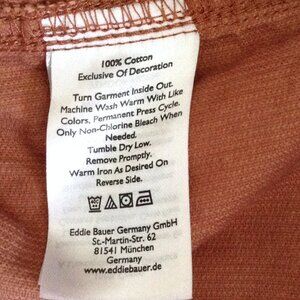 100% Cotton
Exclusive Of Decoration
Turn Garment Inside Out.
Machine Wash Warm With Like
Colors, Permanent Press Cycle.
Only Non-Chlorine Bleach When
Needed.
Tumble Dry Low.
Remove Promptly.
Warm Iron As Desired On
Reverse Side.
Eddie Bauer Germany GmbH
St.-Martin-Str. 62
81541 München
Germany
www.eddiebauer.de